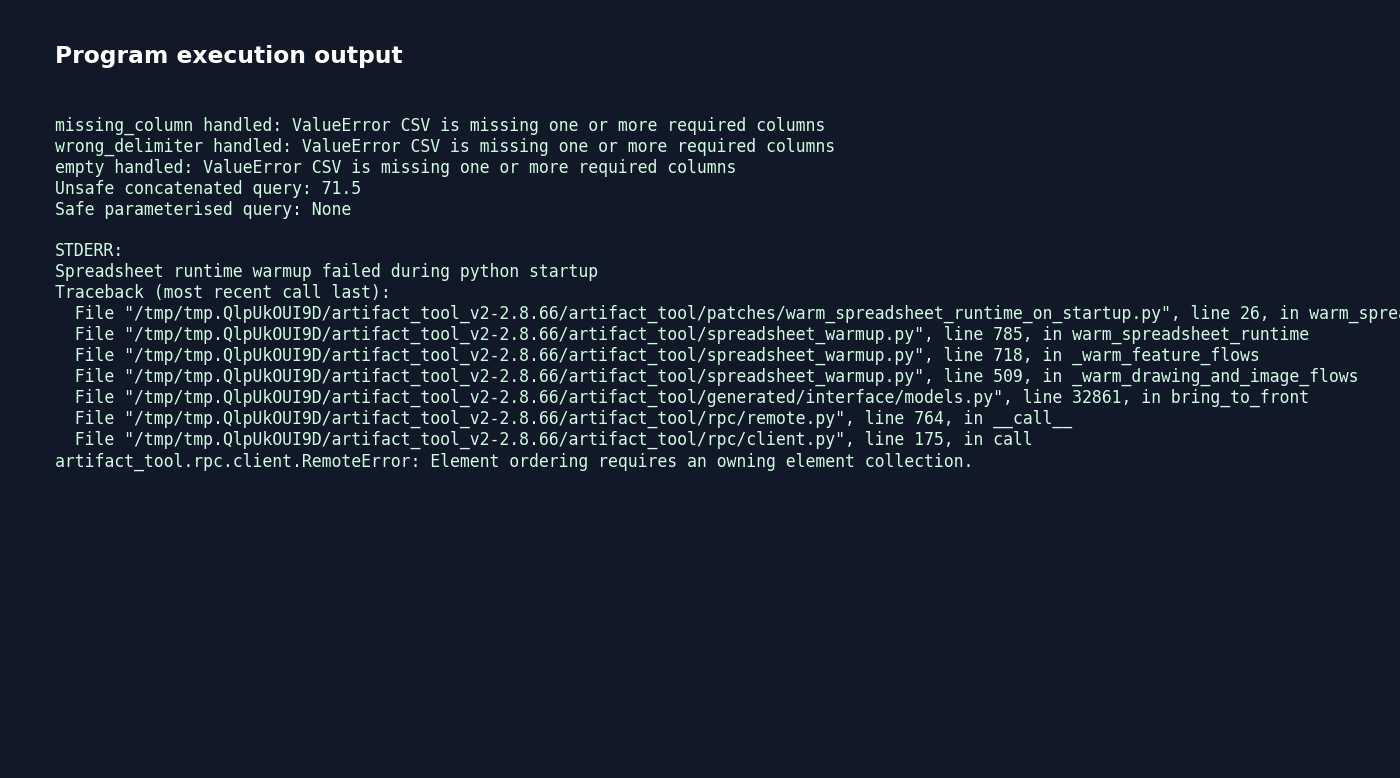 Program execution output
missing_column handled: ValueError CSV is missing one or more required columns
wrong_delimiter handled: ValueError CSV is missing one or more required columns
empty handled: ValueError CSV is missing one or more required columns
Unsafe concatenated query: 71.5
Safe parameterised query: None
STDERR:
Spreadsheet runtime warmup failed during python startup
Traceback (most recent call last):
  File "/tmp/tmp.QlpUkOUI9D/artifact_tool_v2-2.8.66/artifact_tool/patches/warm_spreadsheet_runtime_on_startup.py", line 26, in warm_sprea
  File "/tmp/tmp.QlpUkOUI9D/artifact_tool_v2-2.8.66/artifact_tool/spreadsheet_warmup.py", line 785, in warm_spreadsheet_runtime
  File "/tmp/tmp.QlpUkOUI9D/artifact_tool_v2-2.8.66/artifact_tool/spreadsheet_warmup.py", line 718, in _warm_feature_flows
  File "/tmp/tmp.QlpUkOUI9D/artifact_tool_v2-2.8.66/artifact_tool/spreadsheet_warmup.py", line 509, in _warm_drawing_and_image_flows
  File "/tmp/tmp.QlpUkOUI9D/artifact_tool_v2-2.8.66/artifact_tool/generated/interface/models.py", line 32861, in bring_to_front
  File "/tmp/tmp.QlpUkOUI9D/artifact_tool_v2-2.8.66/artifact_tool/rpc/remote.py", line 764, in __call__
  File "/tmp/tmp.QlpUkOUI9D/artifact_tool_v2-2.8.66/artifact_tool/rpc/client.py", line 175, in call
artifact_tool.rpc.client.RemoteError: Element ordering requires an owning element collection.